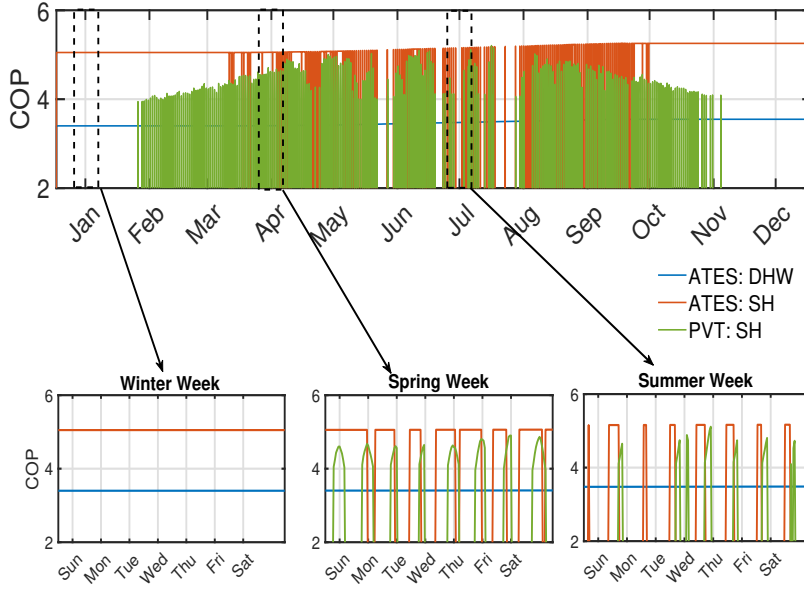 6
4
2
COP
Jan Feb Mar Apr May Jun Jul Aug Sep Oct Nov Dec
ATES: DHW
ATES: SH
PVT: SH
Winter Week
6
4
2
COP
Sun Mon Tue Wed Thu Fri Sat
Spring Week
6
4
2
Sun Mon Tue Wed Thu Fri Sat
Summer Week
6
4
2
Sun Mon Tue Wed Thu Fri Sat